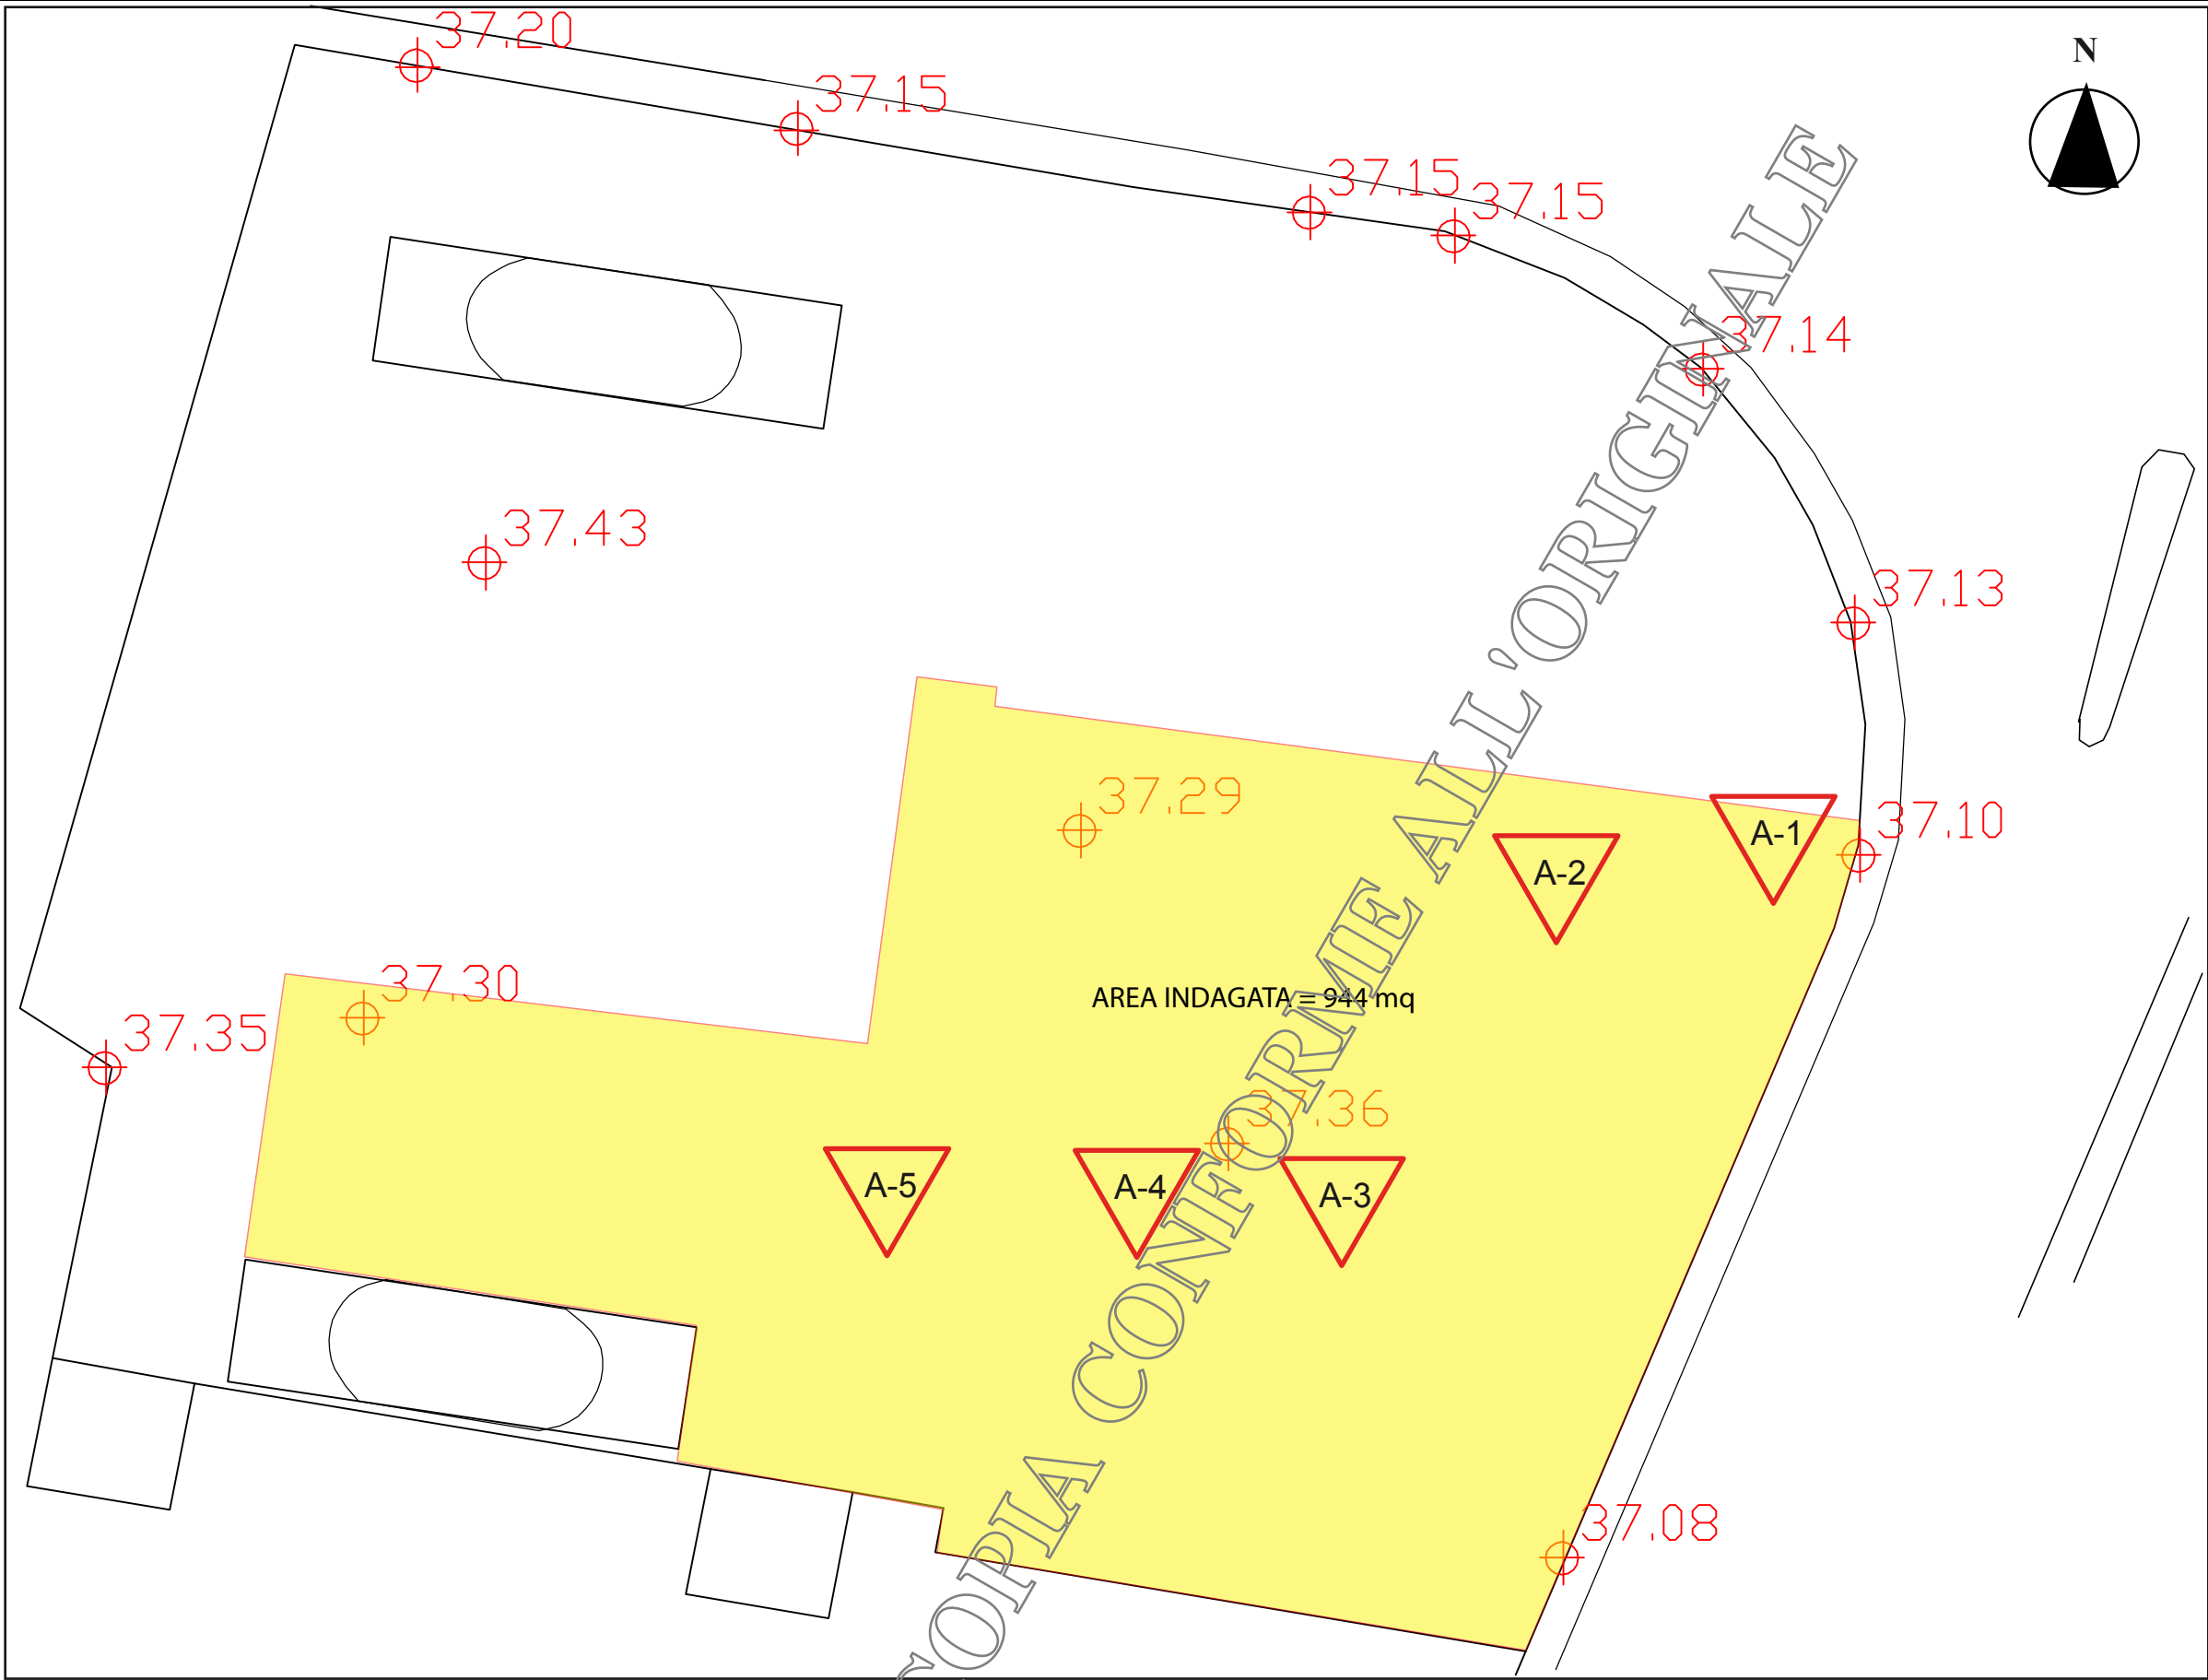 37.20
N
37.15
37.15
37.15
37.14
37.43
37.13
37.29
37.10
A-1
A-2
37.30
AREA INDAGATA = 944 mq
37.35
37.36
A-5
A-4
A-3
37.08
COPIA CONFORME ALL'ORIGINALE